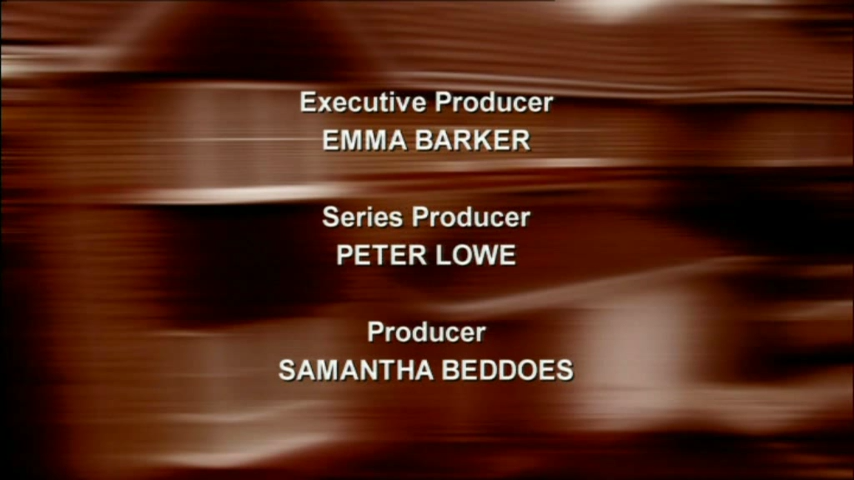 Executive Producer
EMMA BARKER
Series Producer
PETER LOWE
Producer
SAMANTHA BEDDOES